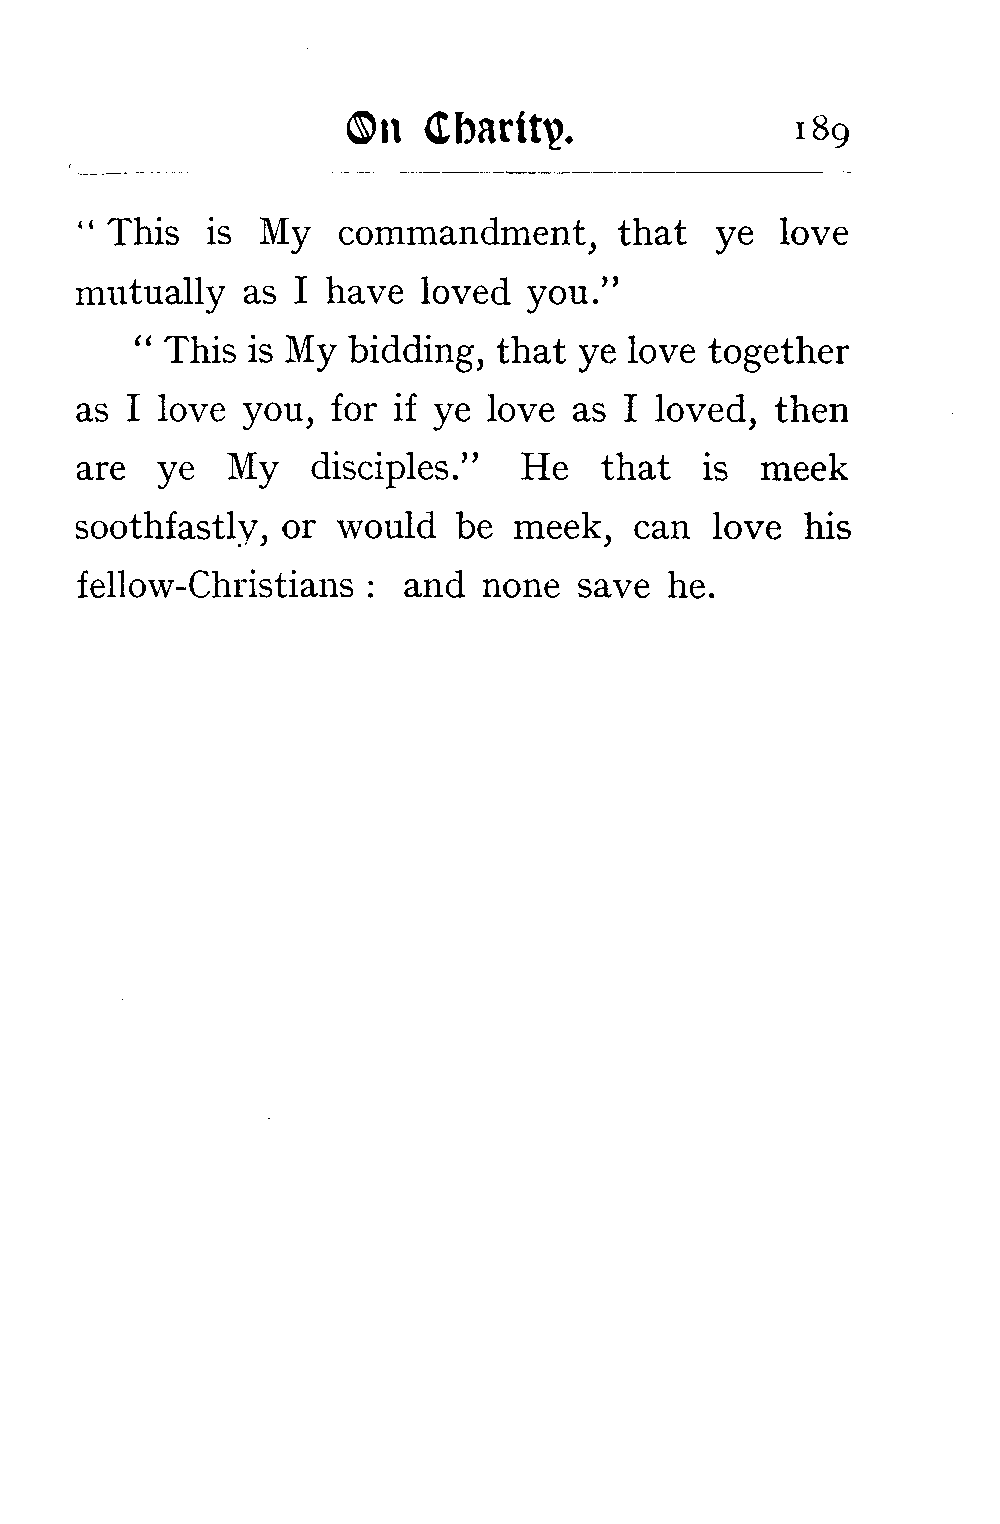 On Charity. 189
“ This is My commandment, that ye love
mutually as I have loved you.”
“ This is My bidding, that ye love together
as I love you, for if ye love as I loved, then
are ye My disciples.” He that is meek
soothfastly, or would be meek, can love his
fellow-Christians : and none save he.